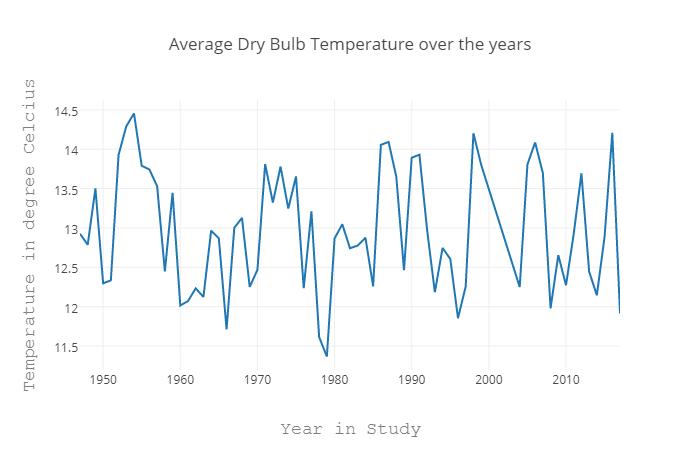 Average Dry Bulb Temperature over the years
Temperature in degree Celcius
14.5
14
13.5
13
12.5
12
11.5
1950 1960 1970 1980 1990 2000 2010
Year in Study